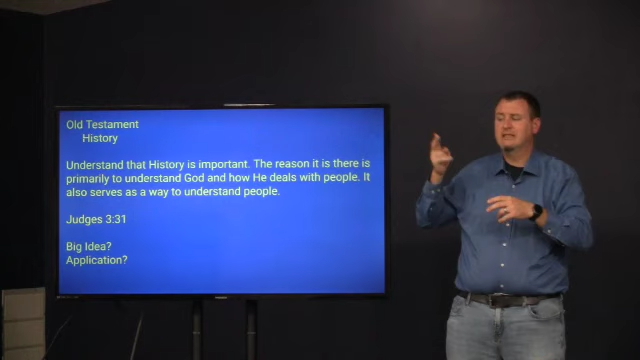 Old Testament
History
Understand that History is important. The reason it is there is
primarily to understand God and how He deals with people. It
also serves as a way to understand people.
Judges 3:31
Big Idea?
Application?